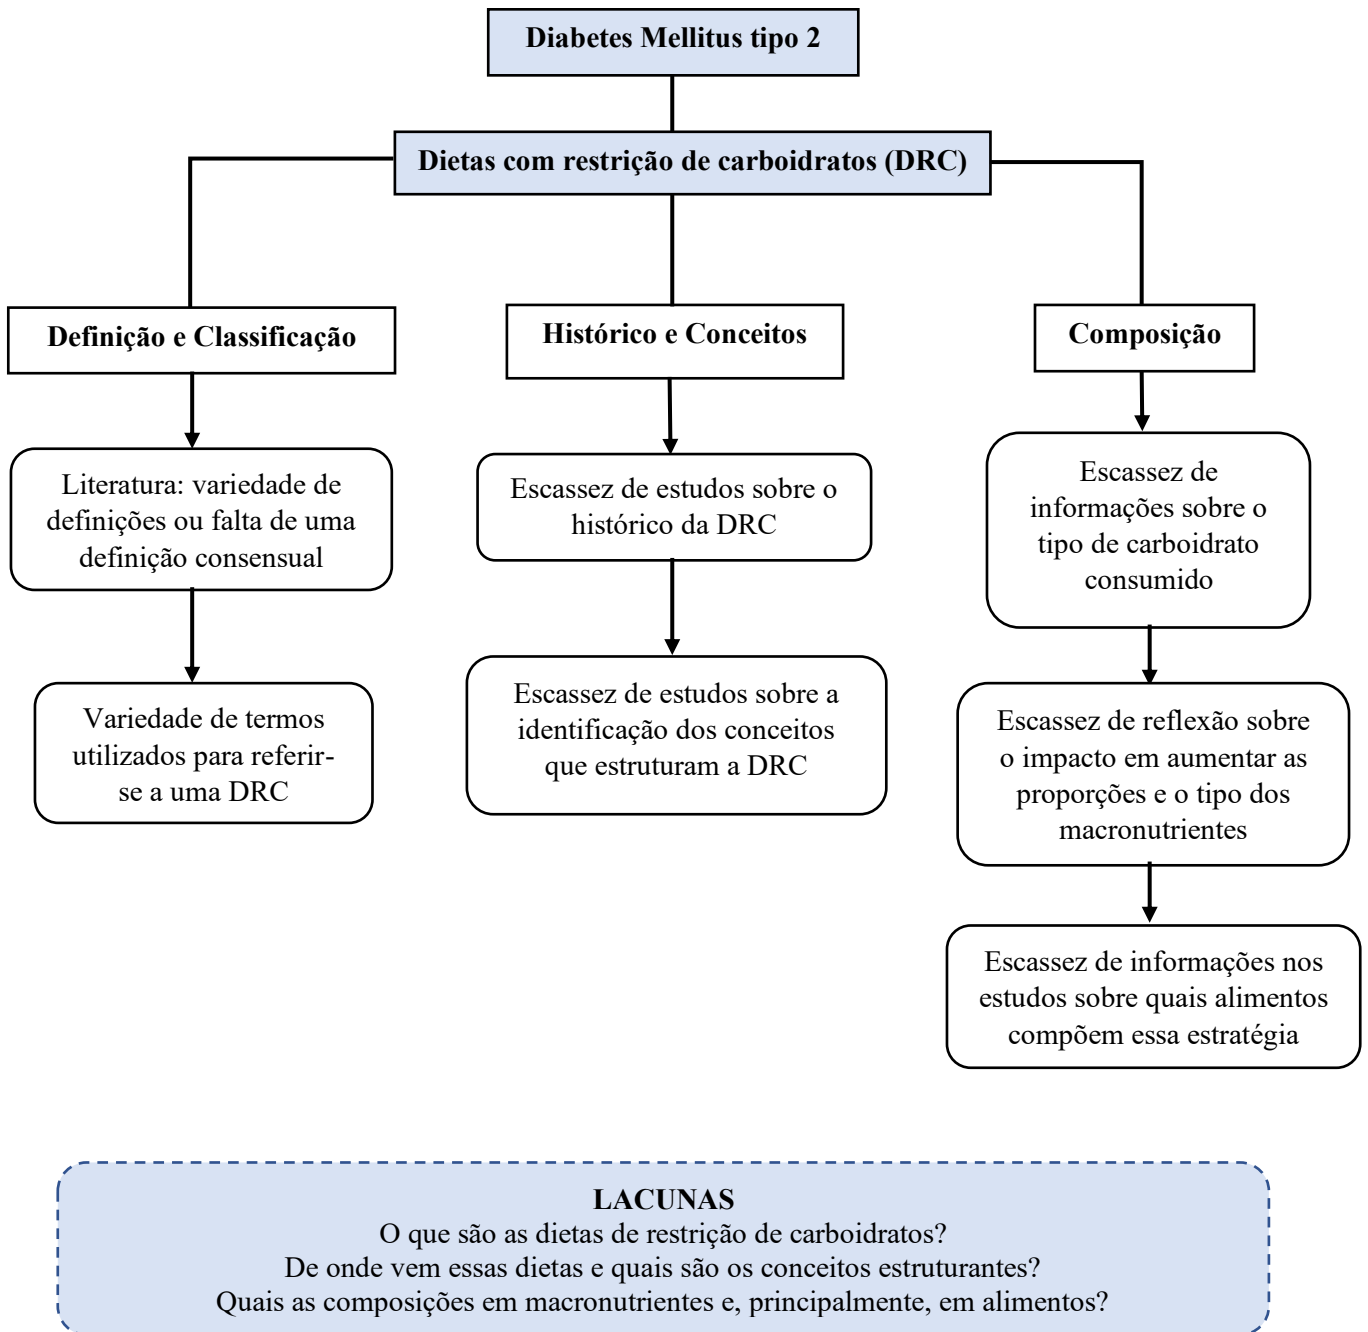 Diabetes Mellitus tipo 2
Dietas com restrição de carboidratos (DRC)
Definição e Classificação
Literatura: variedade de
definições ou falta de uma
definição consensual
Variedade de termos
utilizados para referir-
se a uma DRC
Histórico e Conceitos
Escassez de estudos sobre o
histórico da DRC
Escassez de estudos sobre a
identificação dos conceitos
que estruturam a DRC
Composição
Escassez de
informações sobre o
tipo de carboidrato
consumido
Escassez de reflexão sobre
o impacto em aumentar as
proporções e o tipo dos
macronutrientes
Escassez de informações nos
estudos sobre quais alimentos
compõem essa estratégia
LACUNAS
O que são as dietas de restrição de carboidratos?
De onde vem essas dietas e quais são os conceitos estruturantes?
Quais as composições em macronutrientes e, principalmente, em alimentos?